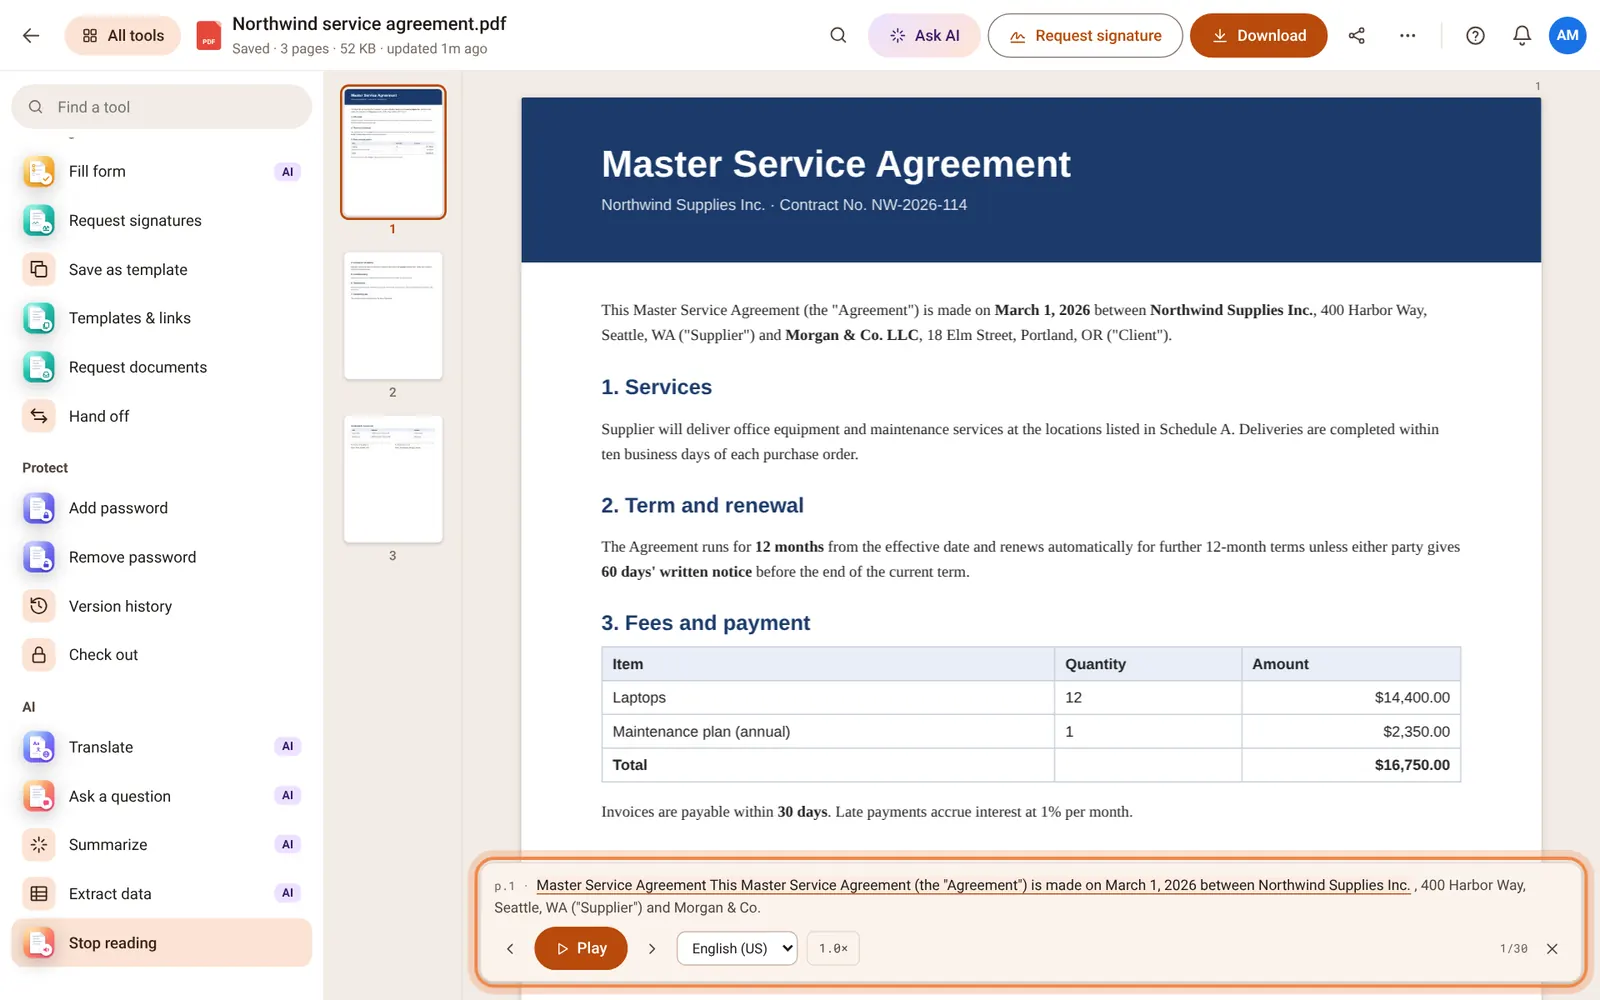 All tools
PDF
Northwind service agreement.pdf
Saved · 3 pages · 52 KB · updated 1m ago
Ask AI
Request signature
Download
AM
Find a tool
Fill form AI
Request signatures
Save as template
Templates & links
Request documents
Hand off
Protect
Add password
Remove password
Version history
Check out
AI
Translate AI
Ask a question AI
Summarize AI
Extract data AI
Stop reading
Master Service Agreement
1
2
3
1
Master Service Agreement
Northwind Supplies Inc. · Contract No. NW-2026-114
This Master Service Agreement (the "Agreement") is made on March 1, 2026 between Northwind Supplies Inc., 400 Harbor Way,
Seattle, WA ("Supplier") and Morgan & Co. LLC, 18 Elm Street, Portland, OR ("Client").
1. Services
Supplier will deliver office equipment and maintenance services at the locations listed in Schedule A. Deliveries are completed within
ten business days of each purchase order.
2. Term and renewal
The Agreement runs for 12 months from the effective date and renews automatically for further 12-month terms unless either party gives
60 days' written notice before the end of the current term.
3. Fees and payment
Item Quantity Amount
Laptops 12 $14,400.00
Maintenance plan (annual) 1 $2,350.00
Total $16,750.00
Invoices are payable within 30 days. Late payments accrue interest at 1% per month.
p.1 · Master Service Agreement This Master Service Agreement (the "Agreement") is made on March 1, 2026 between Northwind Supplies Inc. , 400 Harbor Way,
Seattle, WA ("Supplier") and Morgan & Co.
Play
English (US)
1.0×
1/30